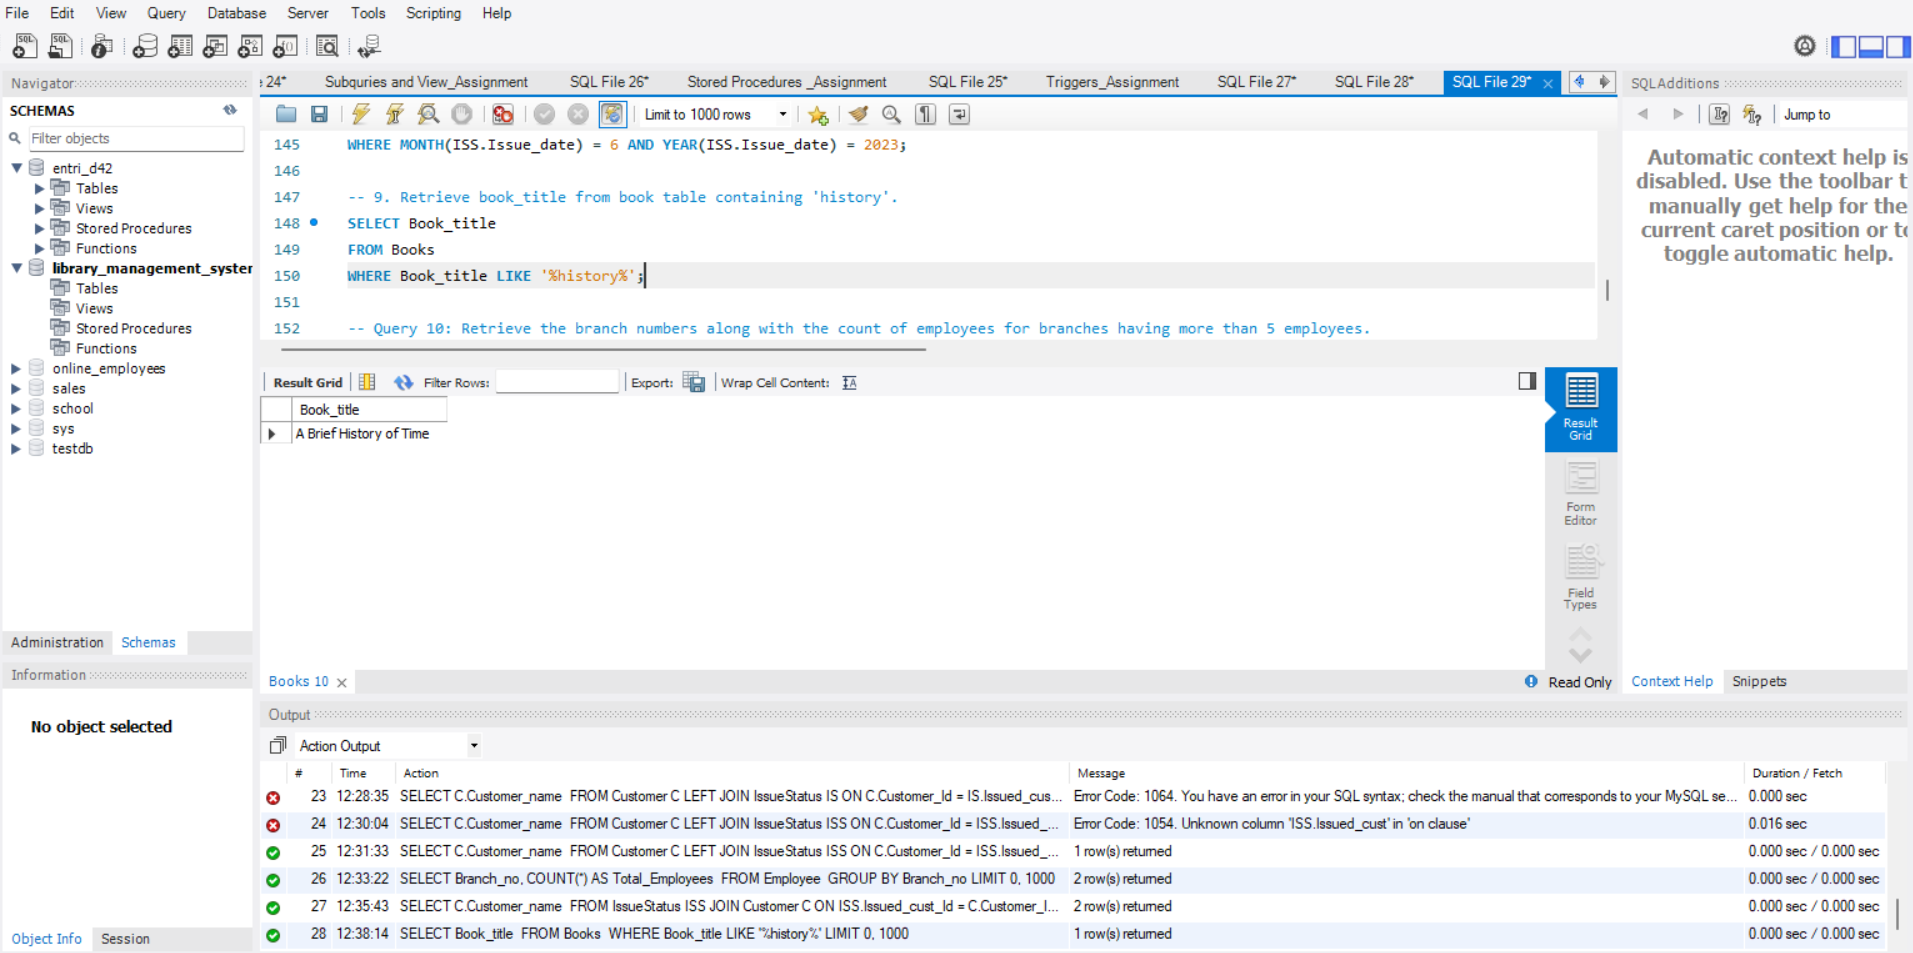 File Edit View Query Database Server Tools Scripting Help
Navigator
SCHEMAS
Filter objects
entri_d42
Tables
Views
Stored Procedures
Functions
library_management_syster
Tables
Views
Stored Procedures
Functions
online_employees
sales
school
sys
testdb
Administration Schemas
Information
No object selected
Object Info Session
24* Subquries and View_Assignment SQL File 26* Stored Procedures _Assignment SQL File 25* Triggers_Assignment SQL File 27* SQL File 28* SQL File 29*
Limit to 1000 rows
145 WHERE MONTH(ISS.Issue_date) = 6 AND YEAR(ISS.Issue_date) = 2023;
146
147 -- 9. Retrieve book_title from book table containing 'history'.
148 SELECT Book_title
149 FROM Books
150 WHERE Book_title LIKE '%history%';
151
152 -- Query 10: Retrieve the branch numbers along with the count of employees for branches having more than 5 employees.
Result Grid Filter Rows: Export: Wrap Cell Content:
Book_title
A Brief History of Time
Result
Grid
Form
Editor
Field
Types
Books 10
Read Only
SQLAdditions
Jump to
Automatic context help is
disabled. Use the toolbar t
manually get help for the
current caret position or to
toggle automatic help.
Context Help Snippets
Output
Action Output
# Time Action Message Duration / Fetch
23 12:28:35 SELECT C.Customer_name FROM Customer C LEFT JOIN IssueStatus IS ON C.Customer_Id = IS.Issued_cus... Error Code: 1064. You have an error in your SQL syntax; check the manual that corresponds to your MySQL se... 0.000 sec
24 12:30:04 SELECT C.Customer_name FROM Customer C LEFT JOIN IssueStatus ISS ON C.Customer_Id = ISS.Issued_... Error Code: 1054. Unknown column 'ISS.Issued_cust' in 'on clause' 0.016 sec
25 12:31:33 SELECT C.Customer_name FROM Customer C LEFT JOIN IssueStatus ISS ON C.Customer_Id = ISS.Issued_... 1 row(s) returned 0.000 sec / 0.000 sec
26 12:33:22 SELECT Branch_no, COUNT(*) AS Total_Employees FROM Employee GROUP BY Branch_no LIMIT 0, 1000 2 row(s) returned 0.000 sec / 0.000 sec
27 12:35:43 SELECT C.Customer_name FROM IssueStatus ISS JOIN Customer C ON ISS.Issued_cust_Id = C.Customer_I... 2 row(s) returned 0.000 sec / 0.000 sec
28 12:38:14 SELECT Book_title FROM Books WHERE Book_title LIKE '%history%' LIMIT 0, 1000 1 row(s) returned 0.000 sec / 0.000 sec